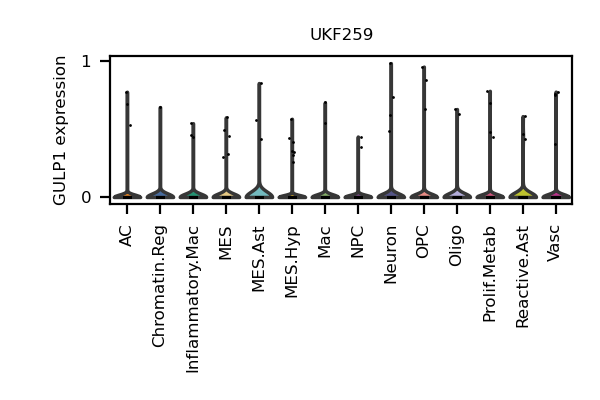 UKF259
GULP1 expression
1
0
AC
Chromatin.Reg
Inflammatory.Mac
MES
MES.Ast
MES.Hyp
Mac
NPC
Neuron
OPC
Oligo
Prolif.Metab
Reactive.Ast
Vasc